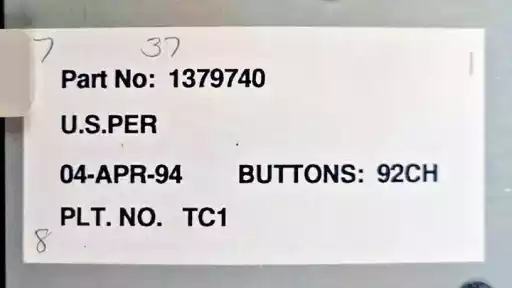 7 37
Part No: 1379740
U.S.PER
04-APR-94 BUTTONS: 92CH
PLT. NO. TC1
8